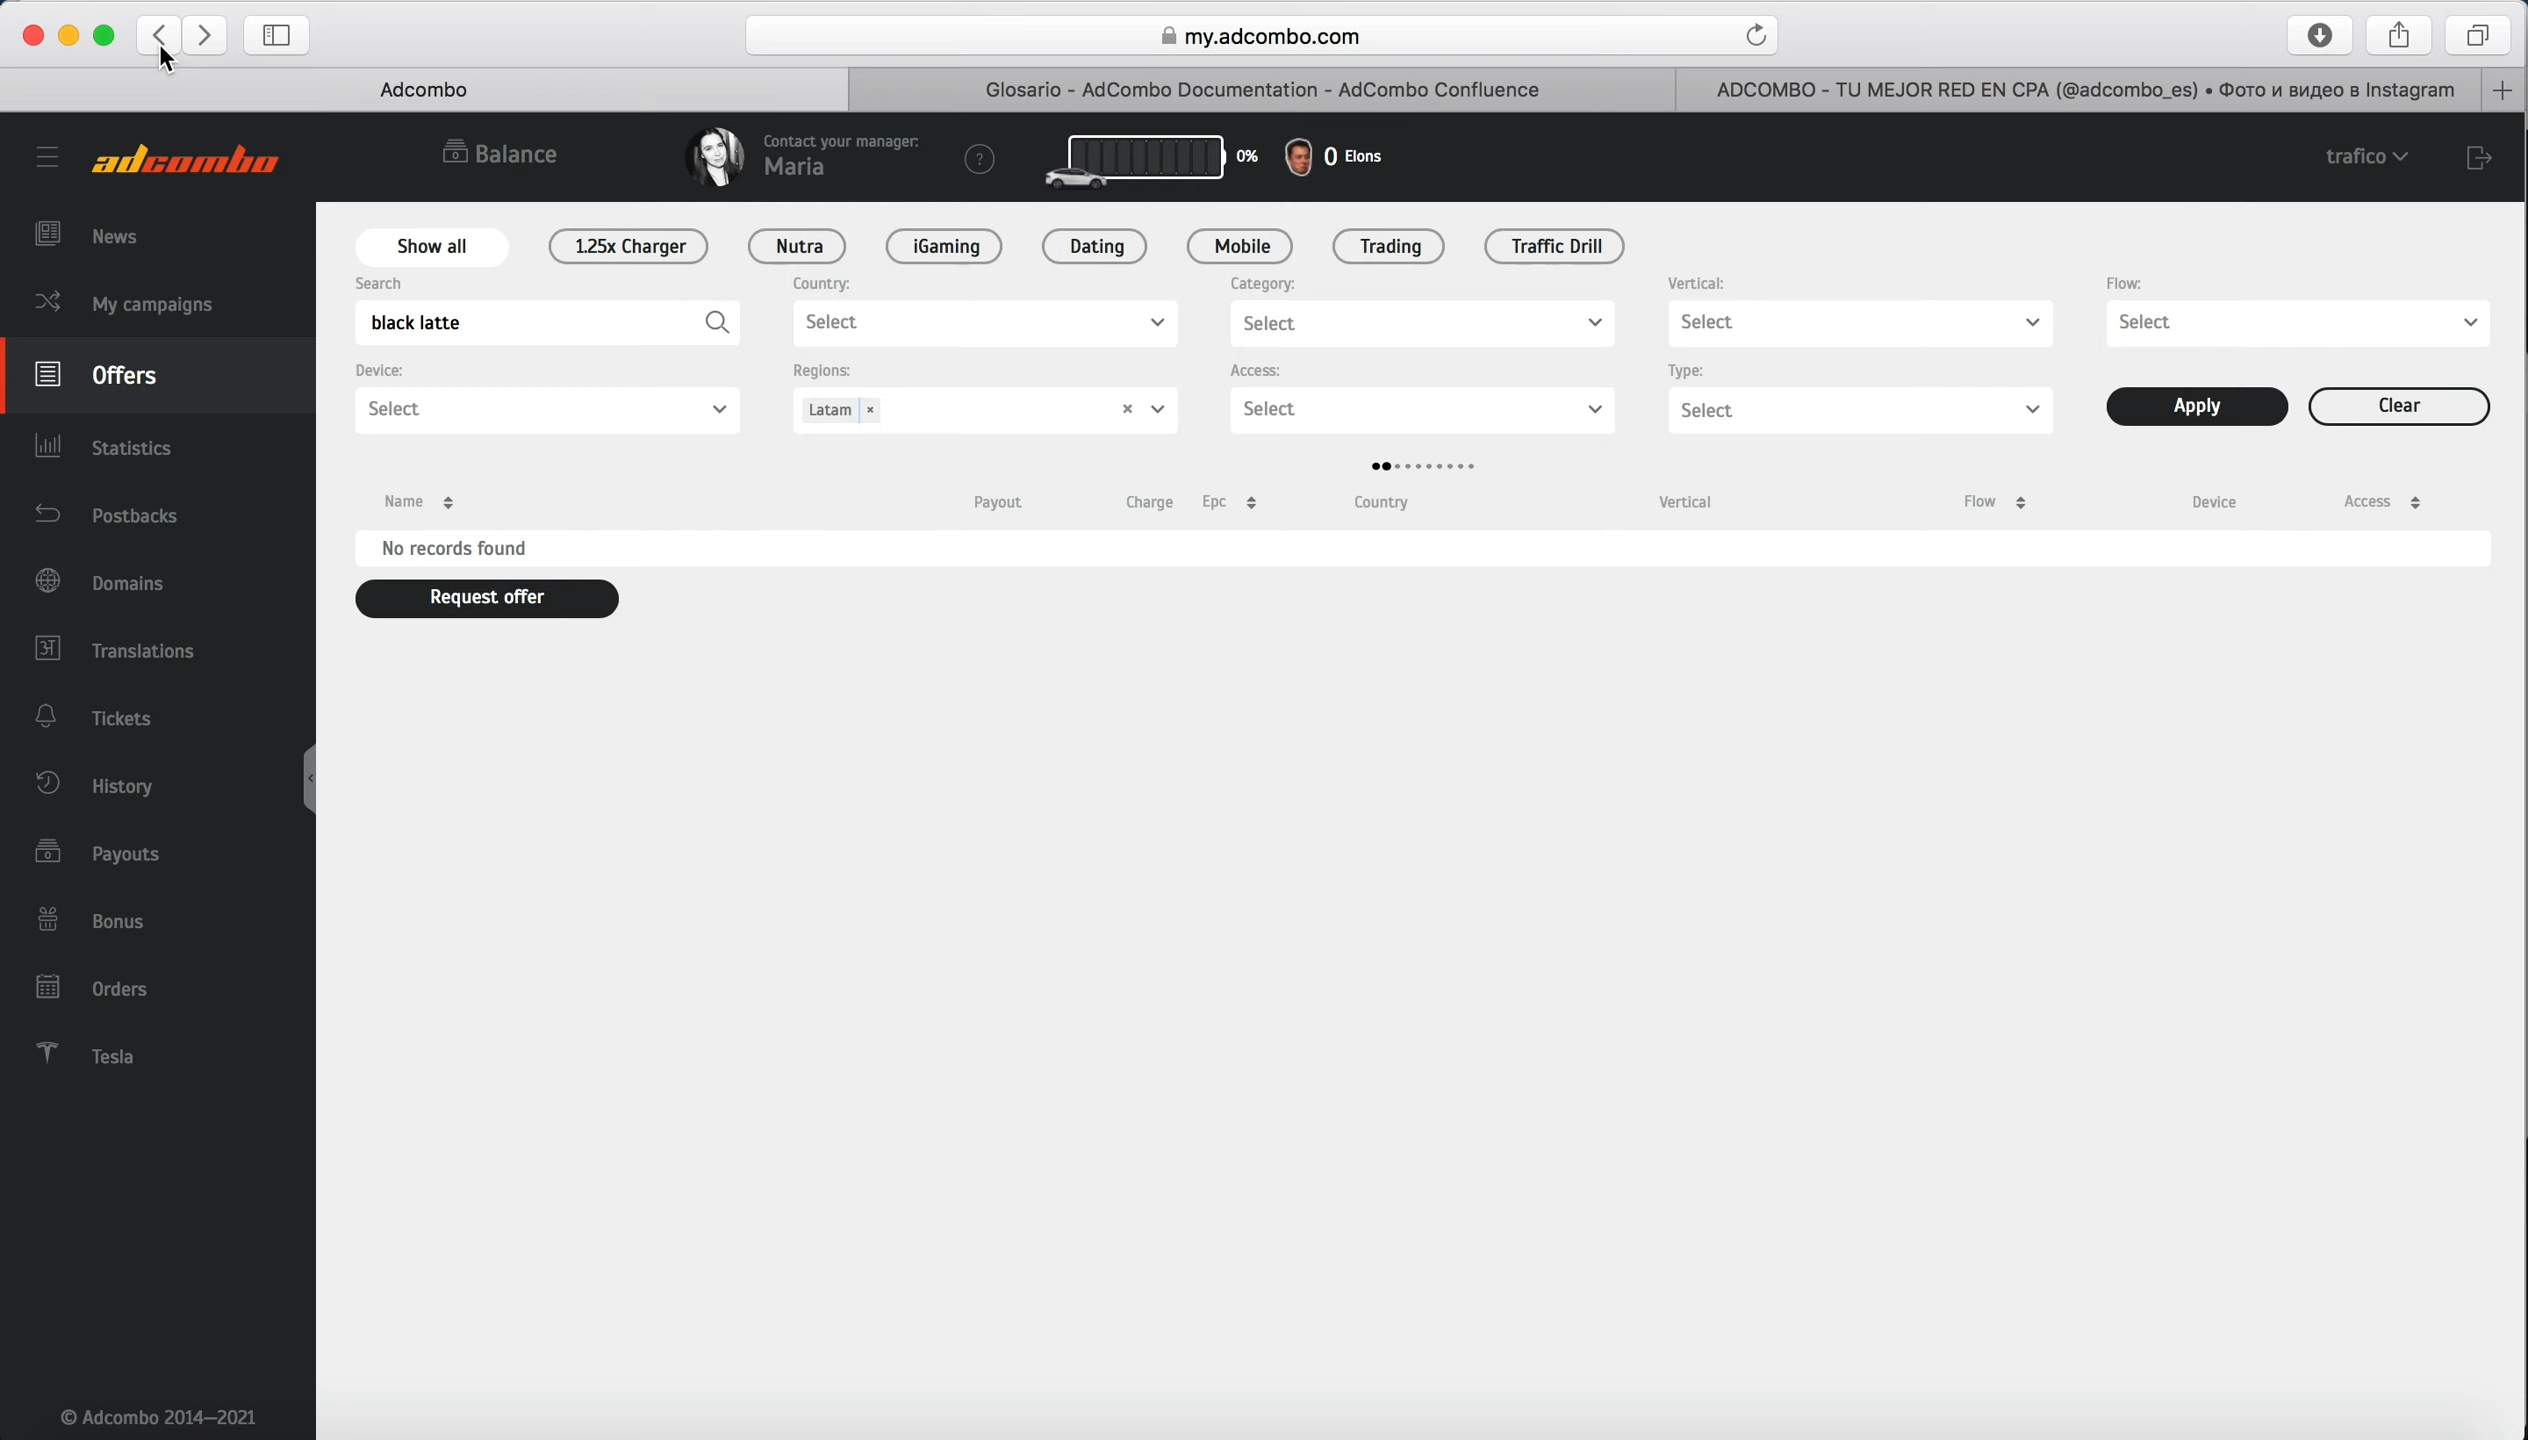 my.adcombo.com
Adcombo
Glosario - AdCombo Documentation - AdCombo Confluence
ADCOMBO - TU MEJOR RED EN CPA (@adcombo_es) • Фото и видео в Instagram
adcombo
Balance
Contact your manager:
Maria
?
0%
0 Elons
trafico
News
My campaigns
Offers
Statistics
Postbacks
Domains
Translations
Tickets
History
Payouts
Bonus
Orders
Tesla
© Adcombo 2014—2021
Show all
1.25x Charger
Nutra
iGaming
Dating
Mobile
Trading
Traffic Drill
Search
Country:
Category:
Vertical:
Flow:
black latte
Select
Select
Select
Select
Device:
Regions:
Access:
Type:
Select
Latam ×
Select
Select
Apply
Clear
Name
Payout
Charge
Epc
Country
Vertical
Flow
Device
Access
No records found
Request offer